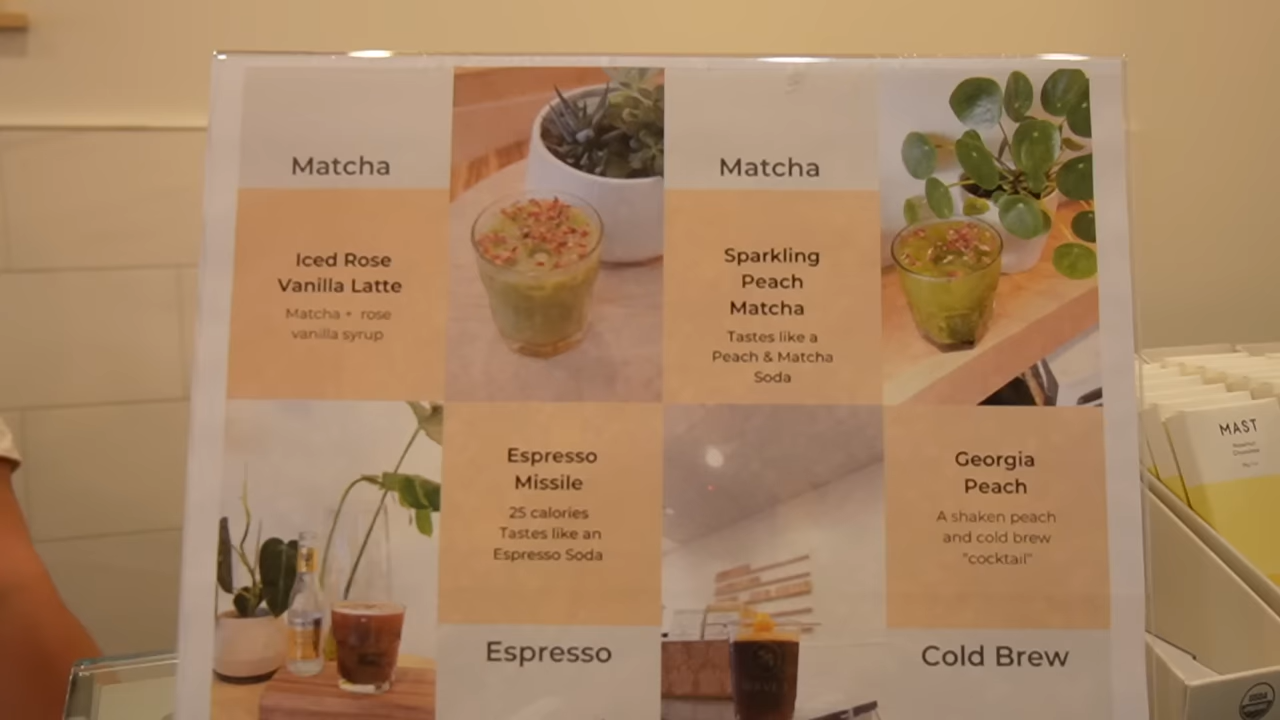 Matcha
Iced Rose
Vanilla Latte
Matcha + rose
vanilla syrup
Matcha
Sparkling
Peach
Matcha
Tastes like a
Peach & Matcha
Soda
Espresso
Missile
25 calories
Tastes like an
Espresso Soda
Espresso
Georgia
Peach
A shaken peach
and cold brew
"cocktail"
Cold Brew
MAST
Chocolate
USDA